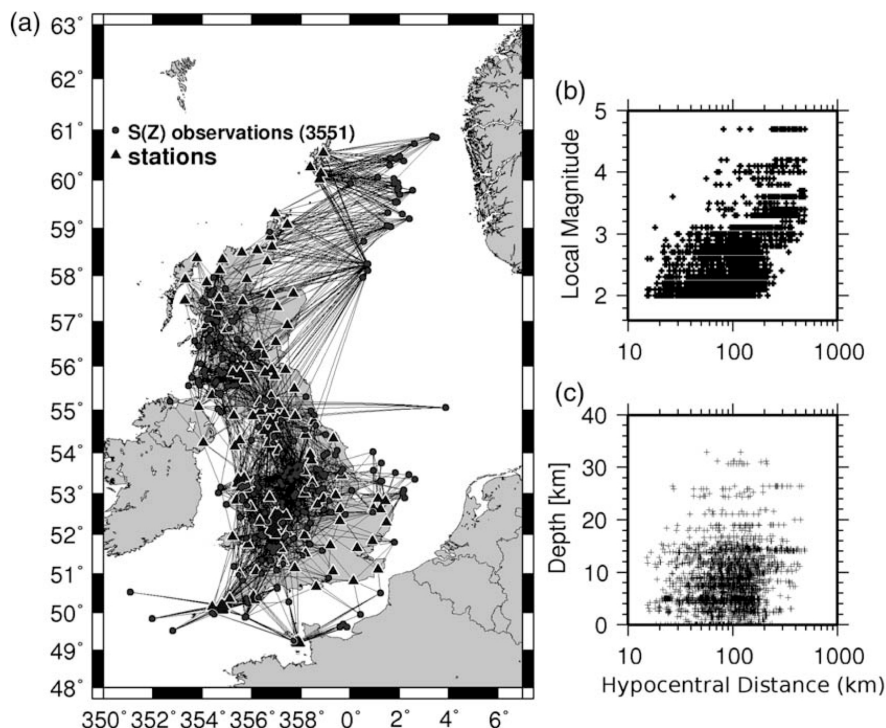 (a)
63°
62°
61°
60°
59°
58°
57°
56°
55°
54°
53°
52°
51°
50°
49°
48°
350° 352° 354° 356° 358° 0° 2° 4° 6°
S(Z) observations (3551)
stations
(b)
5
4
3
2
Local Magnitude
10 100 1000
(c)
40
30
20
10
0
Depth [km]
10 100 1000
Hypocentral Distance (km)